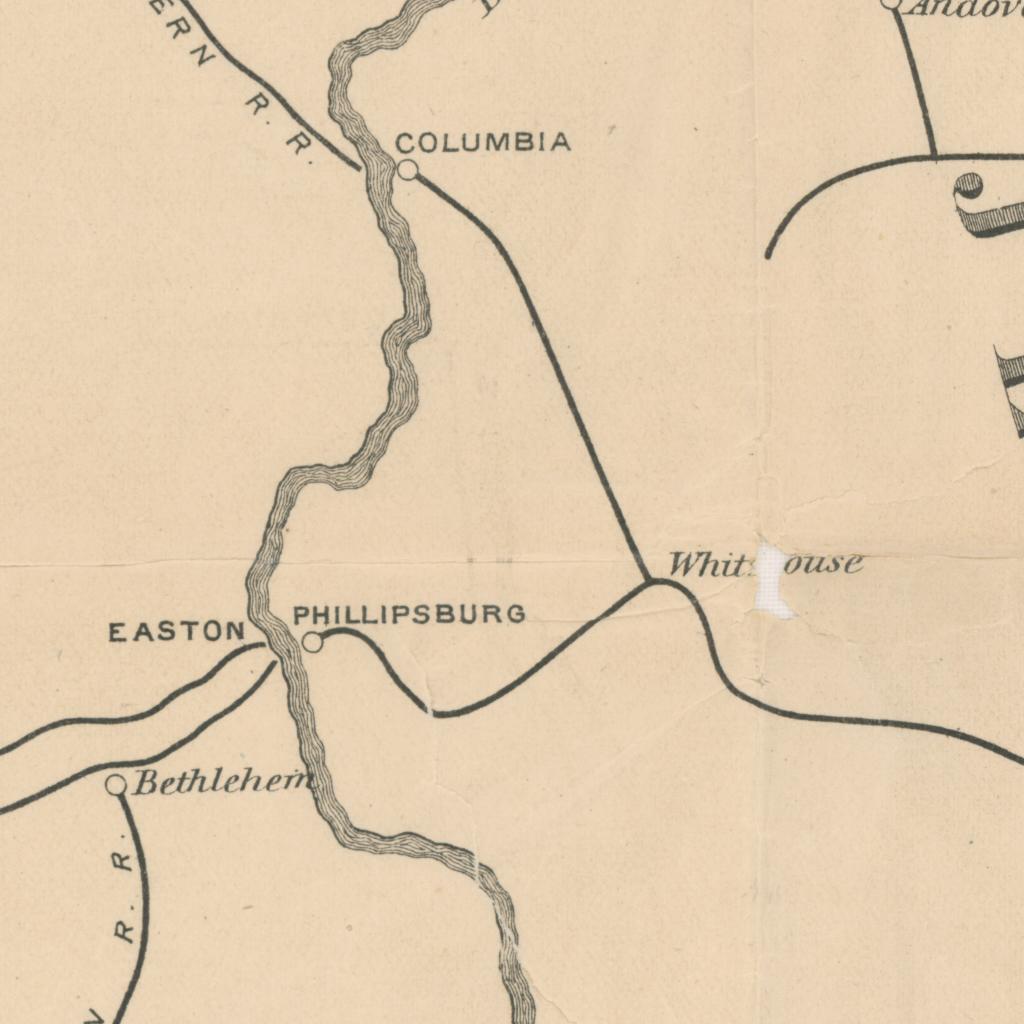 ERN R. R.
COLUMBIA
EASTON
PHILLIPSBURG
Bethlehem
R. R.